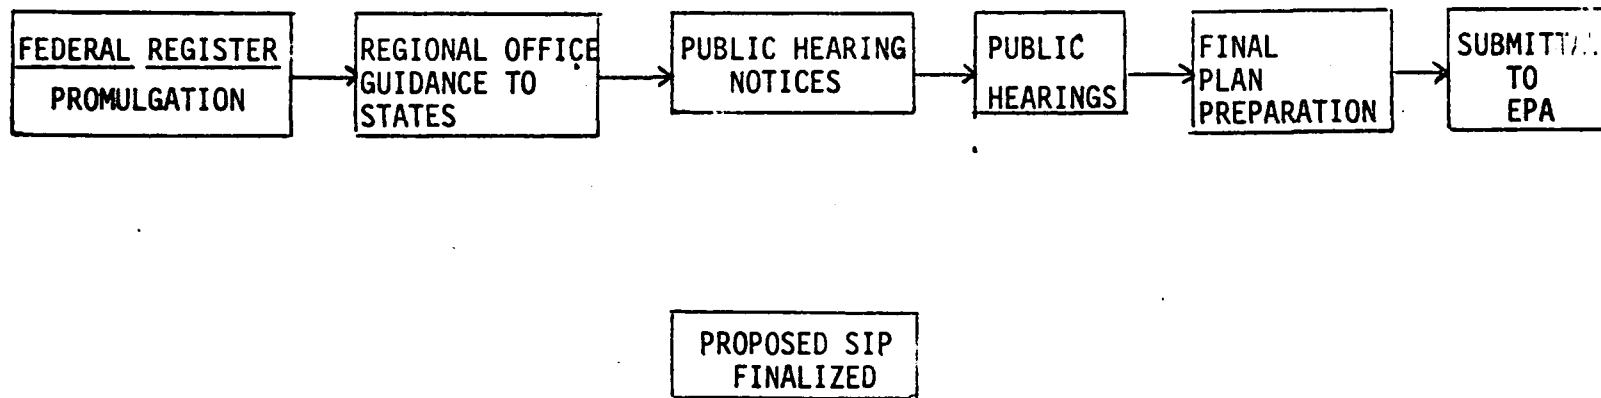 FEDERAL REGISTER
PROMULGATION
REGIONAL OFFICE
GUIDANCE TO
STATES
PUBLIC HEARING
NOTICES
PUBLIC
HEARINGS
FINAL
PLAN
PREPARATION
SUBMITTAL
TO
EPA
PROPOSED SIP
FINALIZED